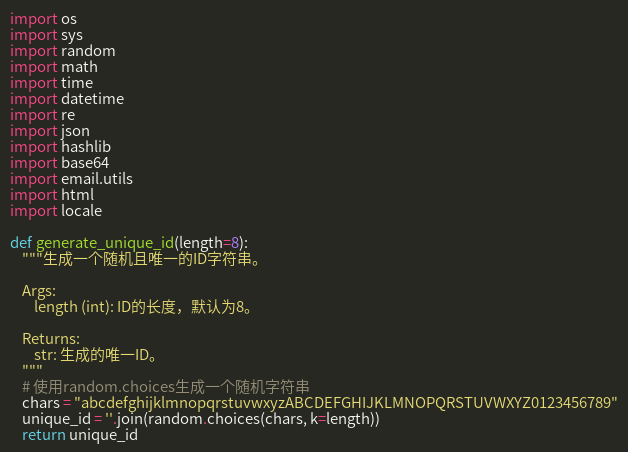 import os
import sys
import random
import math
import time
import datetime
import re
import json
import hashlib
import base64
import email.utils
import html
import locale

def generate_unique_id(length=8):
    """生成一个随机且唯一的ID字符串。

    Args:
        length (int): ID的长度，默认为8。

    Returns:
        str: 生成的唯一ID。
    """
    # 使用random.choices生成一个随机字符串
    chars = "abcdefghijklmnopqrstuvwxyzABCDEFGHIJKLMNOPQRSTUVWXYZ0123456789"
    unique_id = ''.join(random.choices(chars, k=length))
    return unique_id